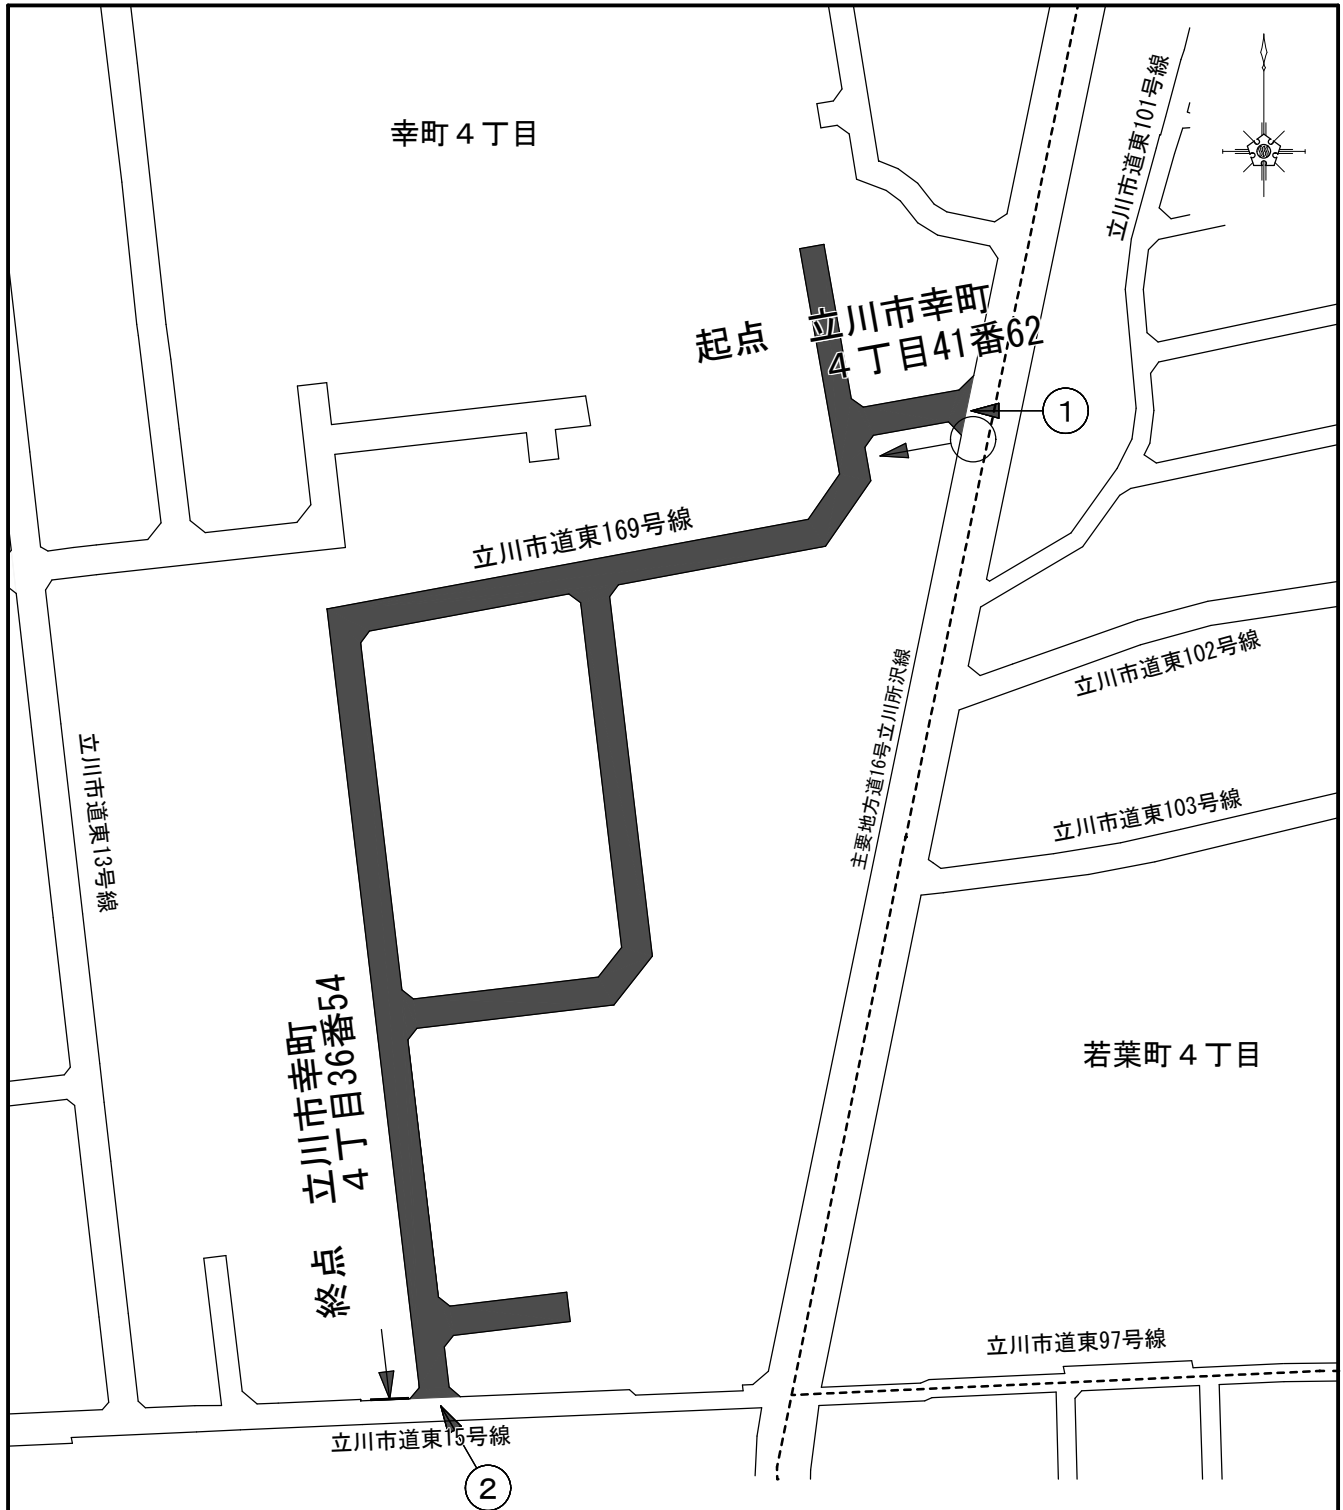 幸町４丁目
立川市道東101号線
起点　立川市幸町
４丁目41番62
①
立川市道東169号線
立川市道東102号線
主要地方道16号立川所沢線
立川市道東13号線
立川市道東103号線
終点　立川市幸町
４丁目36番54
若葉町４丁目
立川市道東97号線
立川市道東15号線
②